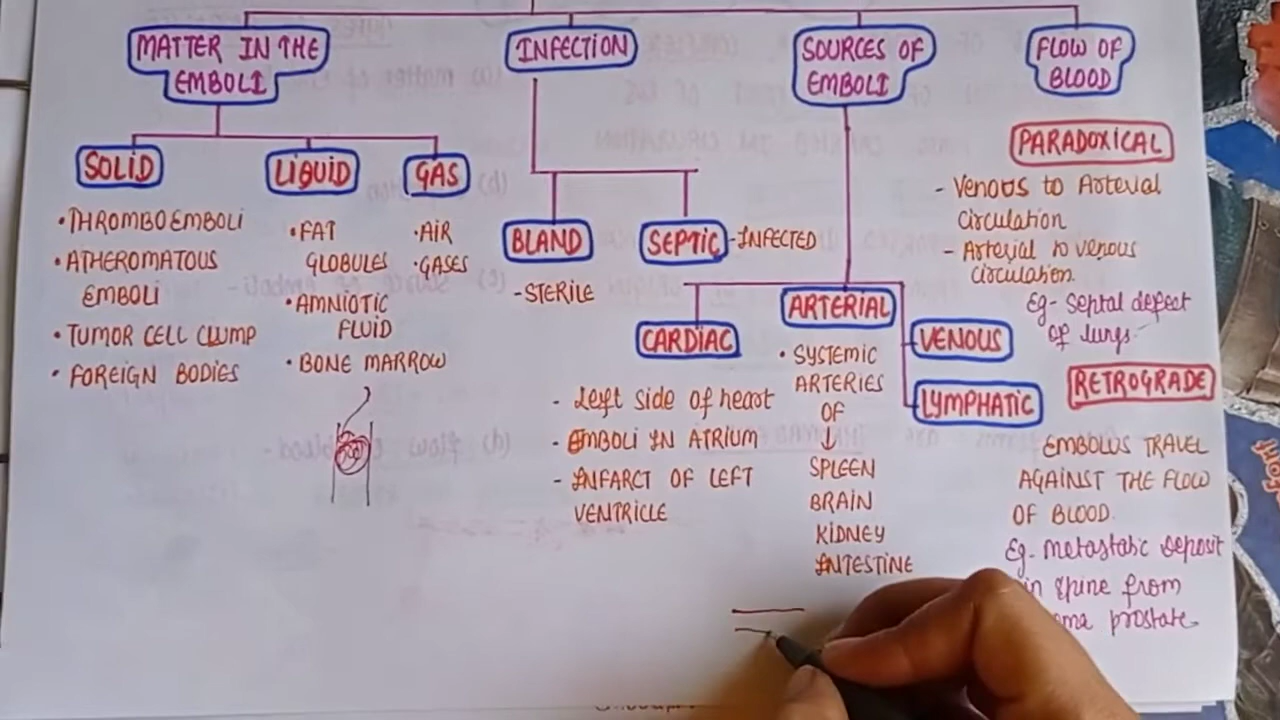 MATTER IN THE
EMBOLI
INFECTION
SOURCES OF
EMBOLI
FLOW OF
BLOOD
SOLID
LIQUID
GAS
• THROMBOEMBOLI
• ATHEROMATOUS
EMBOLI
• TUMOR CELL CLUMP
• FOREIGN BODIES
• FAT
GLOBULES
• AMNIOTIC
FLUID
• BONE MARROW
• AIR
• GASES
BLAND
- STERILE
SEPTIC - INFECTED
CARDIAC
- Left side of heart
- EMBOLI IN ATRIUM
- INFARCT OF LEFT
VENTRICLE
ARTERIAL
• SYSTEMIC
ARTERIES
OF
↓
SPLEEN
BRAIN
KIDNEY
INTESTINE
VENOUS
LYMPHATIC
PARADOXICAL
- Venous to Arterial
Circulation
- Arterial to venous
circulation
Eg- Septal defect
of lungs.
RETROGRADE
EMBOLUS TRAVEL
AGAINST THE FLOW
OF BLOOD.
Eg- metastatic deposit
in spine from
prostate